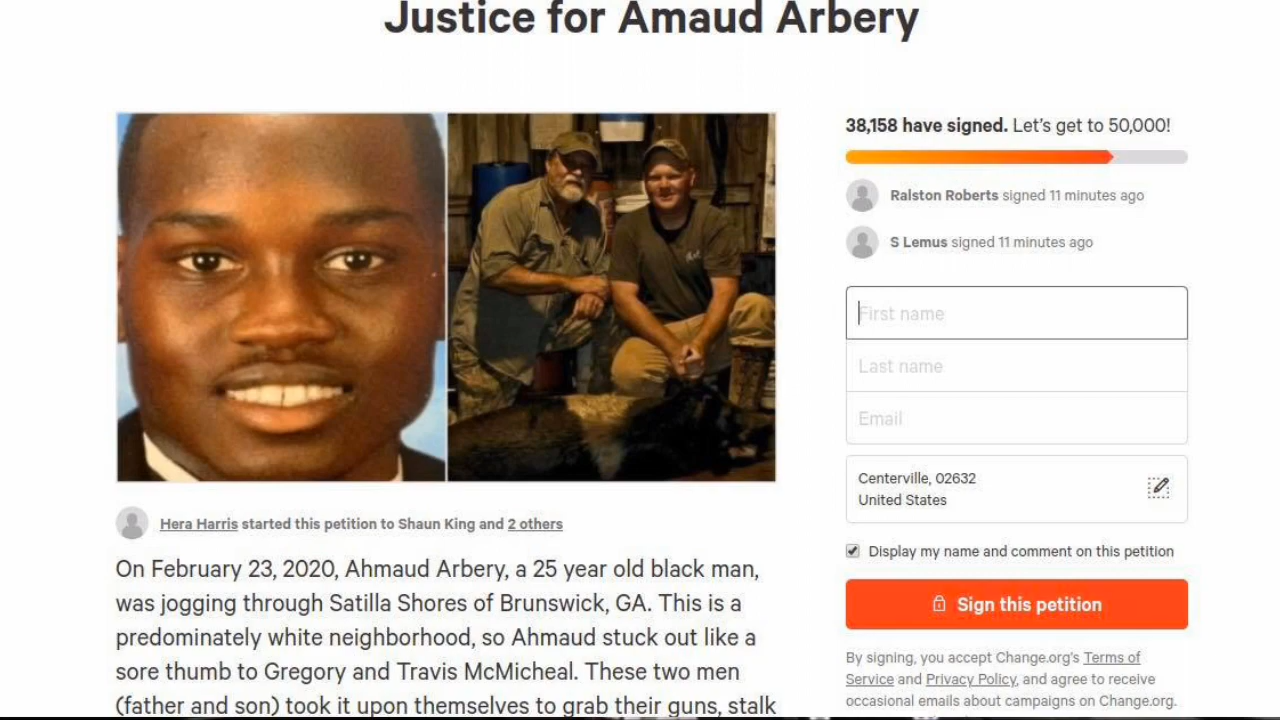 Justice for Amaud Arbery
38,158 have signed. Let's get to 50,000!
Ralston Roberts signed 11 minutes ago
S Lemus signed 11 minutes ago
First name
Last name
Email
Centerville, 02632
United States
Display my name and comment on this petition
Sign this petition
By signing, you accept Change.org's Terms of
Service and Privacy Policy, and agree to receive
occasional emails about campaigns on Change.org.
Hera Harris started this petition to Shaun King and 2 others
On February 23, 2020, Ahmaud Arbery, a 25 year old black man,
was jogging through Satilla Shores of Brunswick, GA. This is a
predominately white neighborhood, so Ahmaud stuck out like a
sore thumb to Gregory and Travis McMicheal. These two men
(father and son) took it upon themselves to grab their guns, stalk